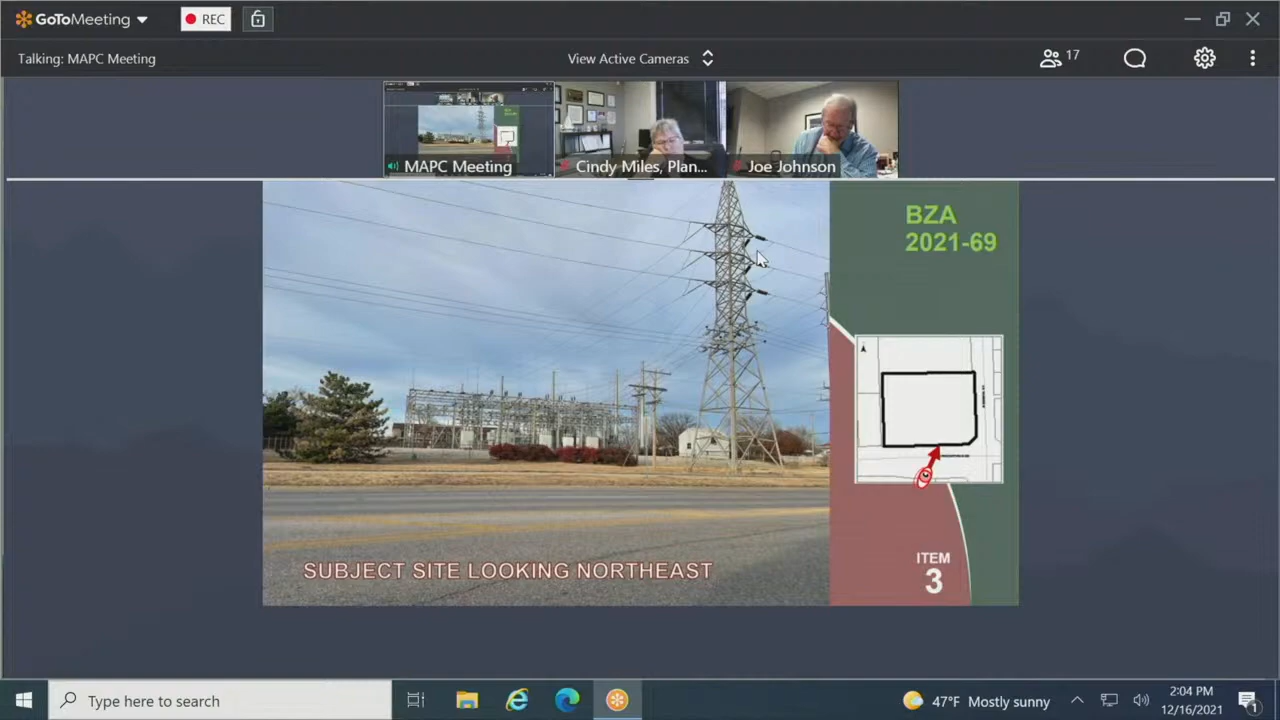 GoToMeeting
REC
Talking: MAPC Meeting
View Active Cameras
17
MAPC Meeting
Cindy Miles, Plan...
Joe Johnson
BZA
2021-69
SUBJECT SITE LOOKING NORTHEAST
ITEM
3
Type here to search
47°F Mostly sunny
2:04 PM
12/16/2021
1